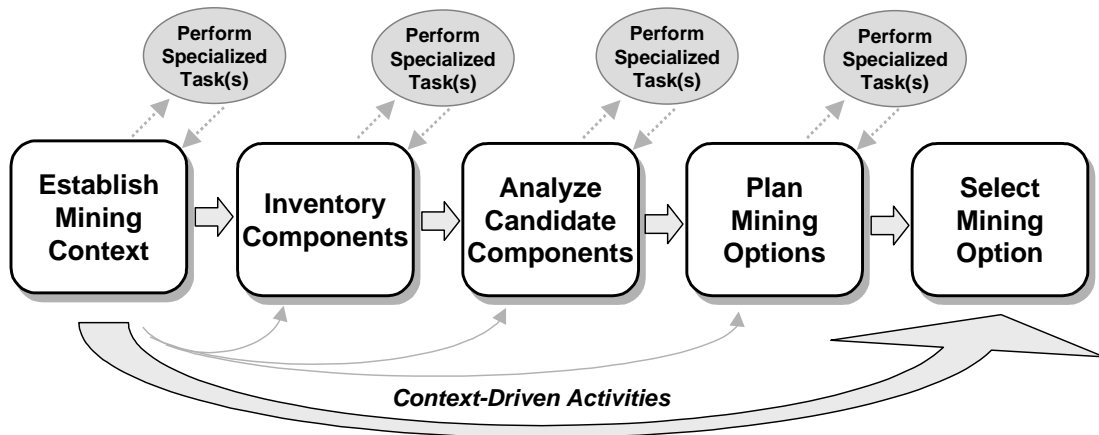 Perform
Specialized
Task(s)
Perform
Specialized
Task(s)
Perform
Specialized
Task(s)
Perform
Specialized
Task(s)
Establish
Mining
Context
Inventory
Components
Analyze
Candidate
Components
Plan
Mining
Options
Select
Mining
Option
Context-Driven Activities